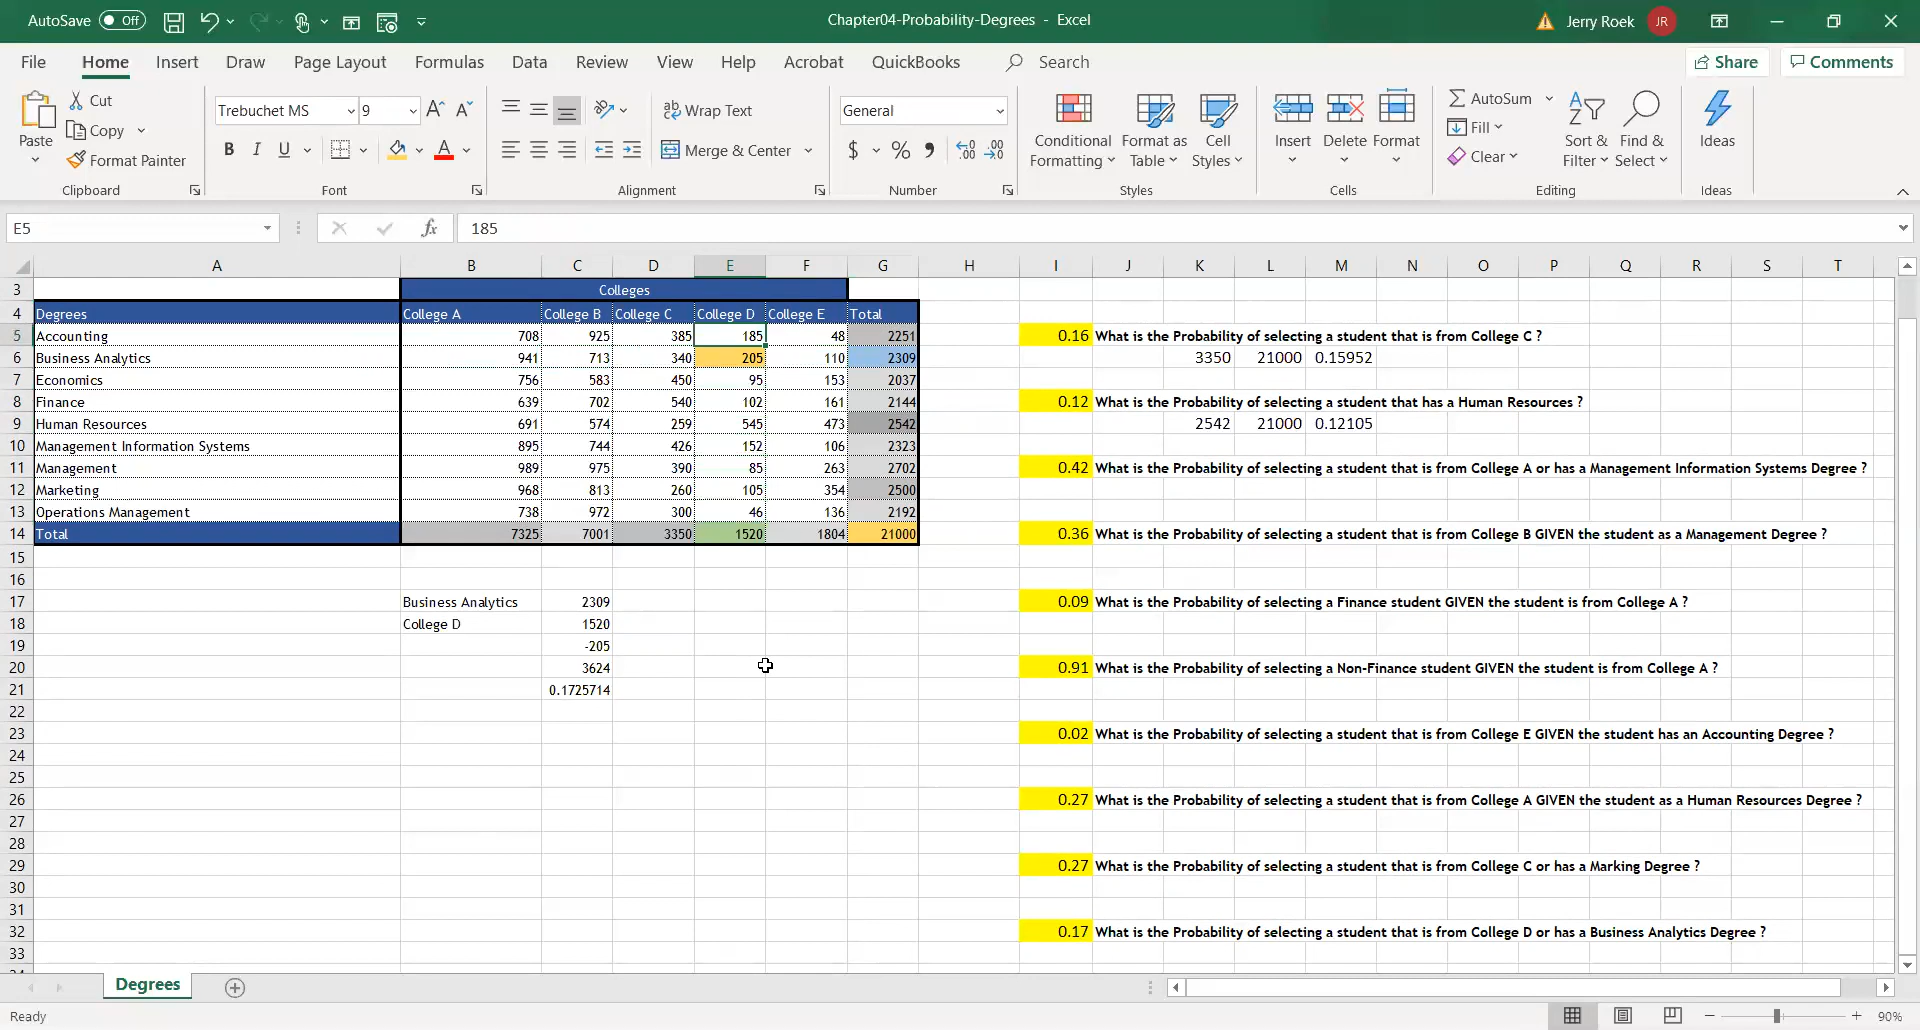 AutoSave Off Chapter04-Probability-Degrees - Excel Jerry Roek JR
File Home Insert Draw Page Layout Formulas Data Review View Help Acrobat QuickBooks Search Share Comments
Paste Cut Copy Format Painter Clipboard
Trebuchet MS 9 A A B I U A Font
ab Wrap Text Merge & Center Alignment
General $ % , Number
Conditional Formatting Format as Table Cell Styles Styles
Insert Delete Format Cells
AutoSum Fill Clear Sort & Filter Find & Select Editing
Ideas Ideas
E5 fx 185
A B C D E F G H I J K L M N O P Q R S T
3 Colleges
4 Degrees College A College B College C College D College E Total
5 Accounting 708 925 385 185 48 2251 0.16 What is the Probability of selecting a student that is from College C ?
6 Business Analytics 941 713 340 205 110 2309 3350 21000 0.15952
7 Economics 756 583 450 95 153 2037
8 Finance 639 702 540 102 161 2144 0.12 What is the Probability of selecting a student that has a Human Resources ?
9 Human Resources 691 574 259 545 473 2542 2542 21000 0.12105
10 Management Information Systems 895 744 426 152 106 2323
11 Management 989 975 390 85 263 2702 0.42 What is the Probability of selecting a student that is from College A or has a Management Information Systems Degree ?
12 Marketing 968 813 260 105 354 2500
13 Operations Management 738 972 300 46 136 2192
14 Total 7325 7001 3350 1520 1804 21000 0.36 What is the Probability of selecting a student that is from College B GIVEN the student as a Management Degree ?
15
16
17 Business Analytics 2309 0.09 What is the Probability of selecting a Finance student GIVEN the student is from College A ?
18 College D 1520
19 -205
20 3624 0.91 What is the Probability of selecting a Non-Finance student GIVEN the student is from College A ?
21 0.1725714
22
23 0.02 What is the Probability of selecting a student that is from College E GIVEN the student has an Accounting Degree ?
24
25
26 0.27 What is the Probability of selecting a student that is from College A GIVEN the student as a Human Resources Degree ?
27
28
29 0.27 What is the Probability of selecting a student that is from College C or has a Marking Degree ?
30
31
32 0.17 What is the Probability of selecting a student that is from College D or has a Business Analytics Degree ?
33
Degrees
Ready 90%